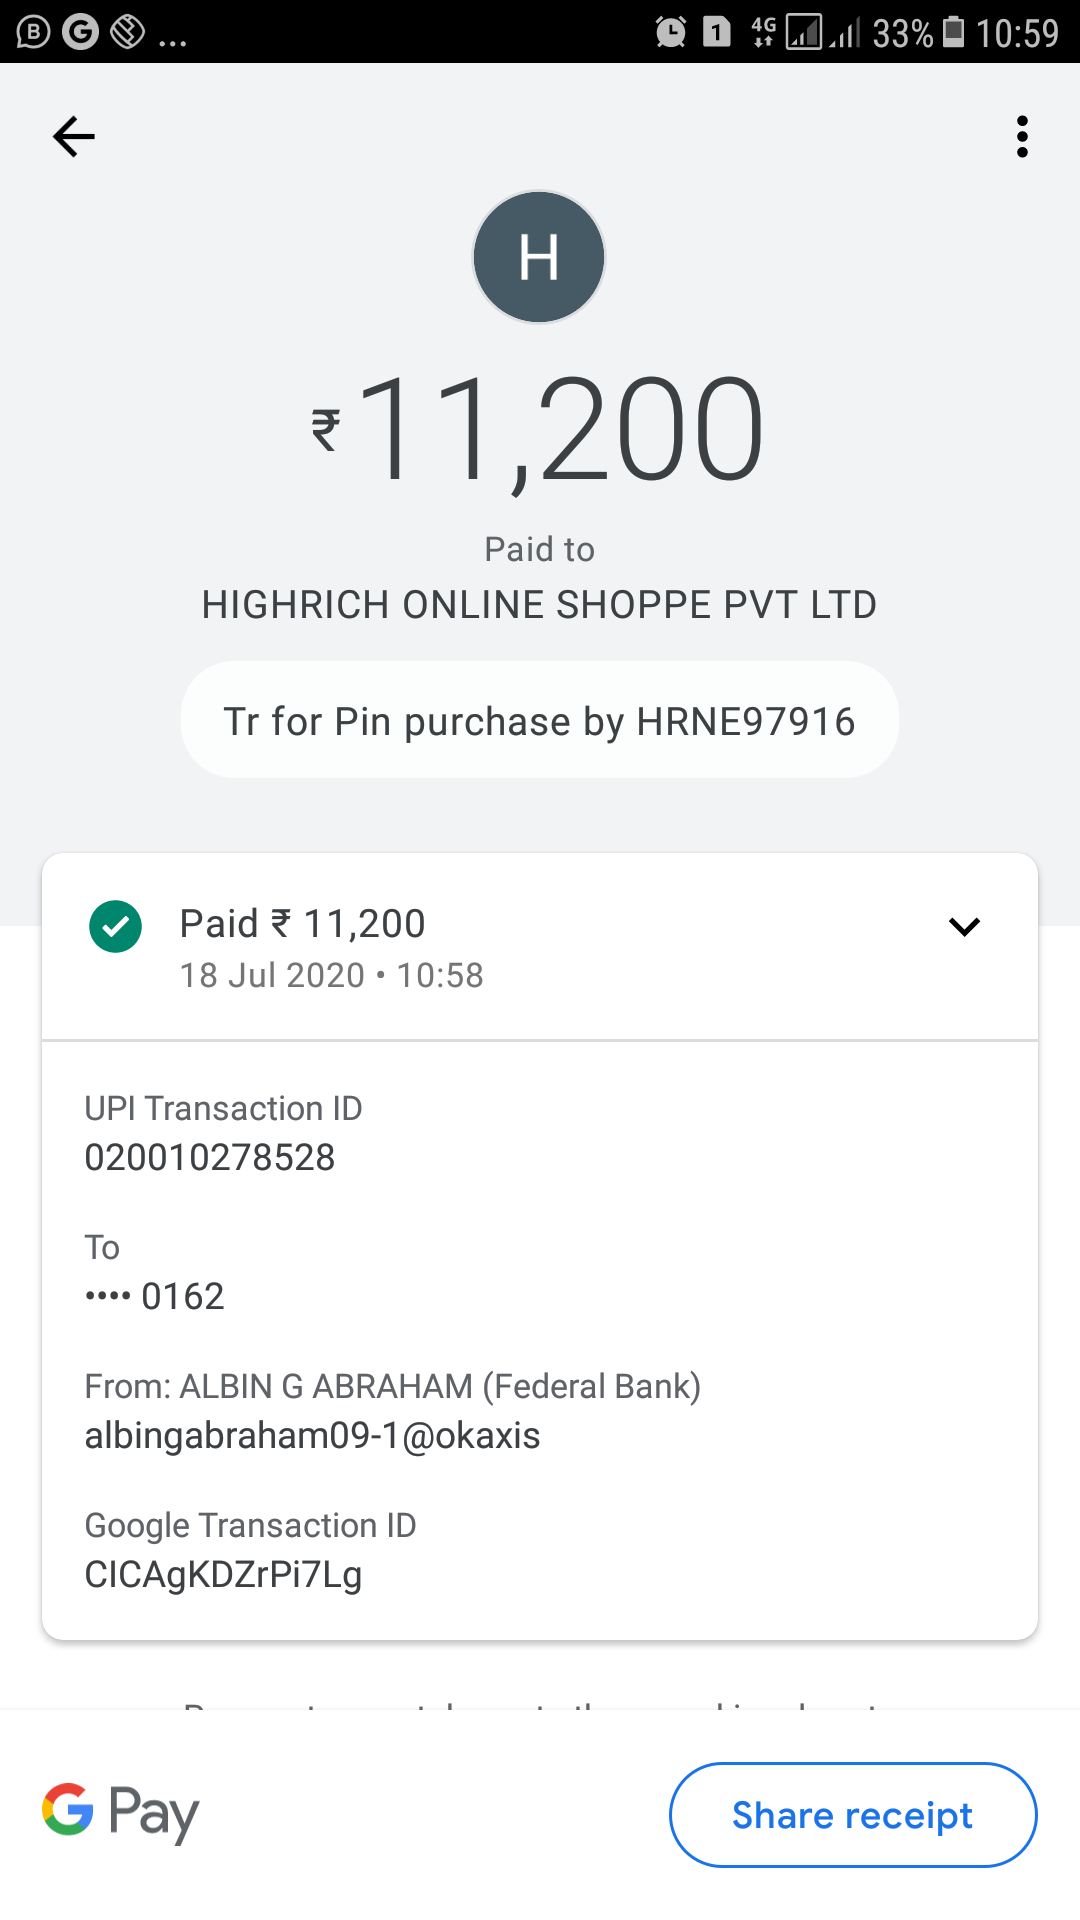 ... 1 4G 33% 10:59
H
₹11,200
Paid to
HIGHRICH ONLINE SHOPPE PVT LTD
Tr for Pin purchase by HRNE97916
Paid ₹ 11,200
18 Jul 2020 • 10:58
UPI Transaction ID
020010278528
To
•••• 0162
From: ALBIN G ABRAHAM (Federal Bank)
albingabraham09-1@okaxis
Google Transaction ID
CICAgKDZrPi7Lg
G Pay
Share receipt